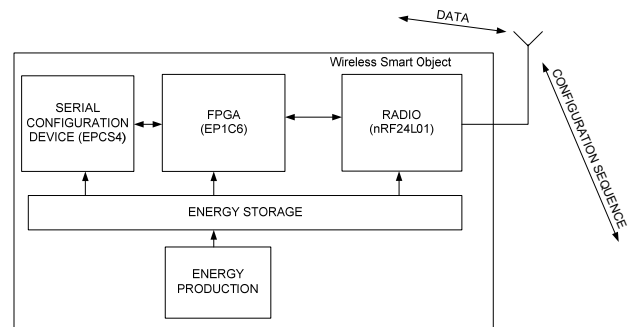 DATA
Wireless Smart Object
CONFIGURATION SEQUENCE
SERIAL
CONFIGURATION
DEVICE (EPCS4)
FPGA
(EP1C6)
RADIO
(nRF24L01)
ENERGY STORAGE
ENERGY
PRODUCTION